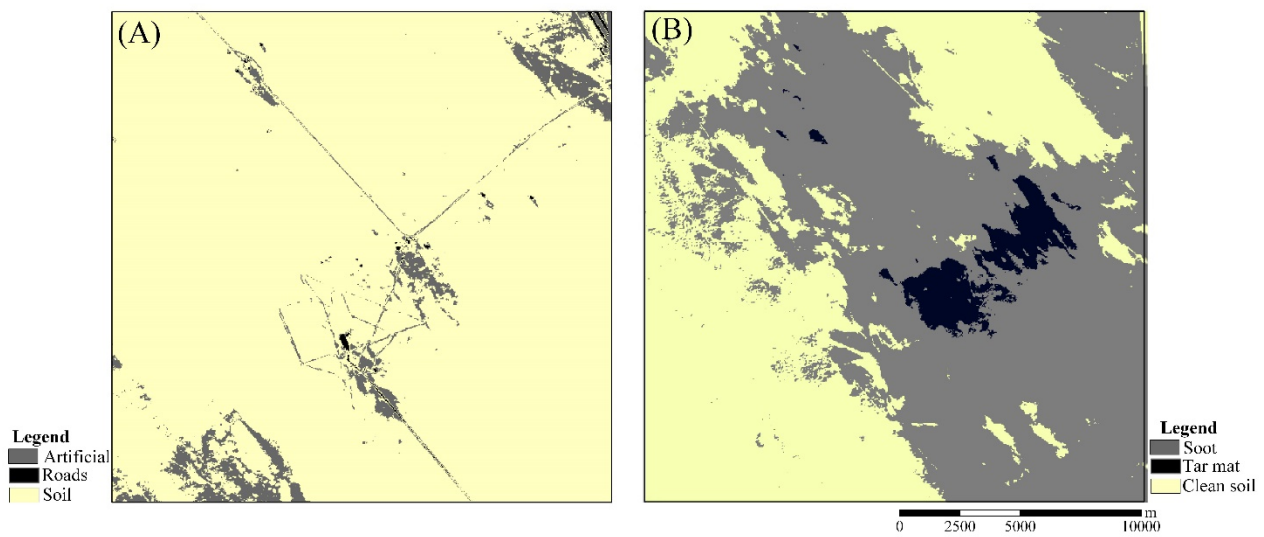 (A)
(B)
Legend
Artificial
Roads
Soil
Legend
Soot
Tar mat
Clean soil
m
0 2500 5000 10000